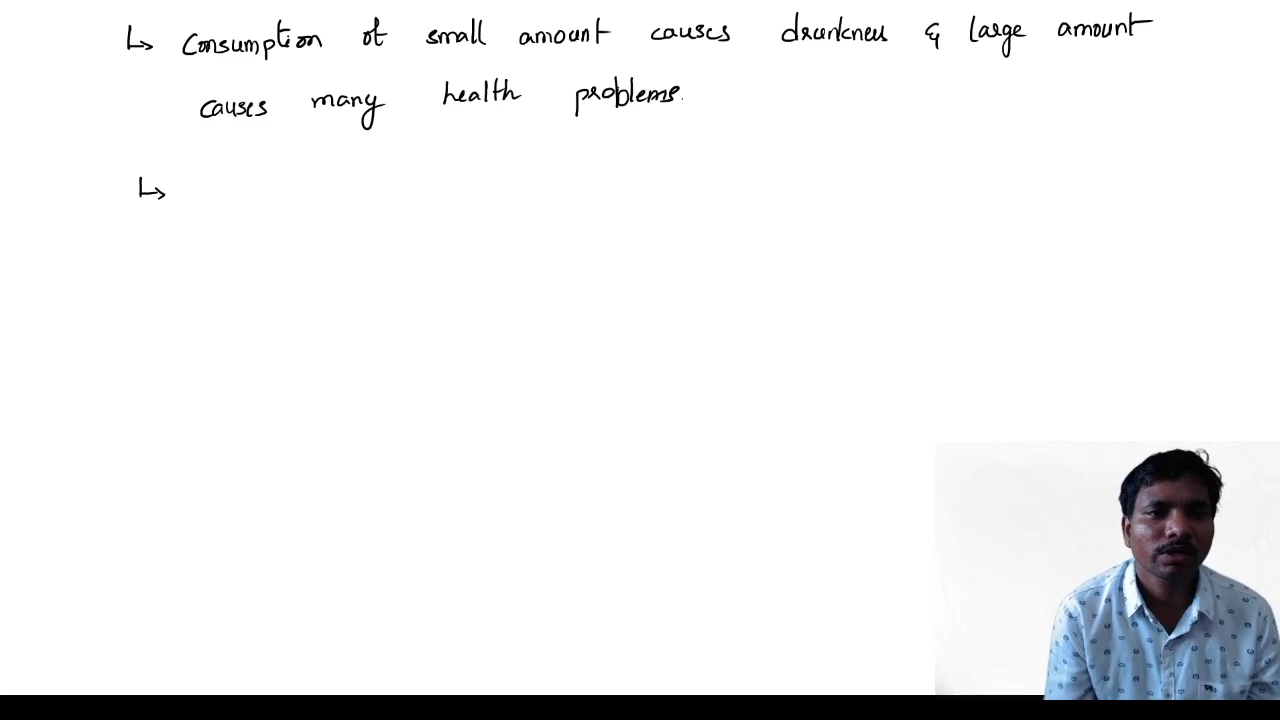 ↳ Consumption of small amount causes drunkness & large amount
causes many health problems.
↳